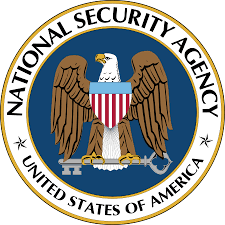 NATIONAL SECURITY AGENCY
UNITED STATES OF AMERICA